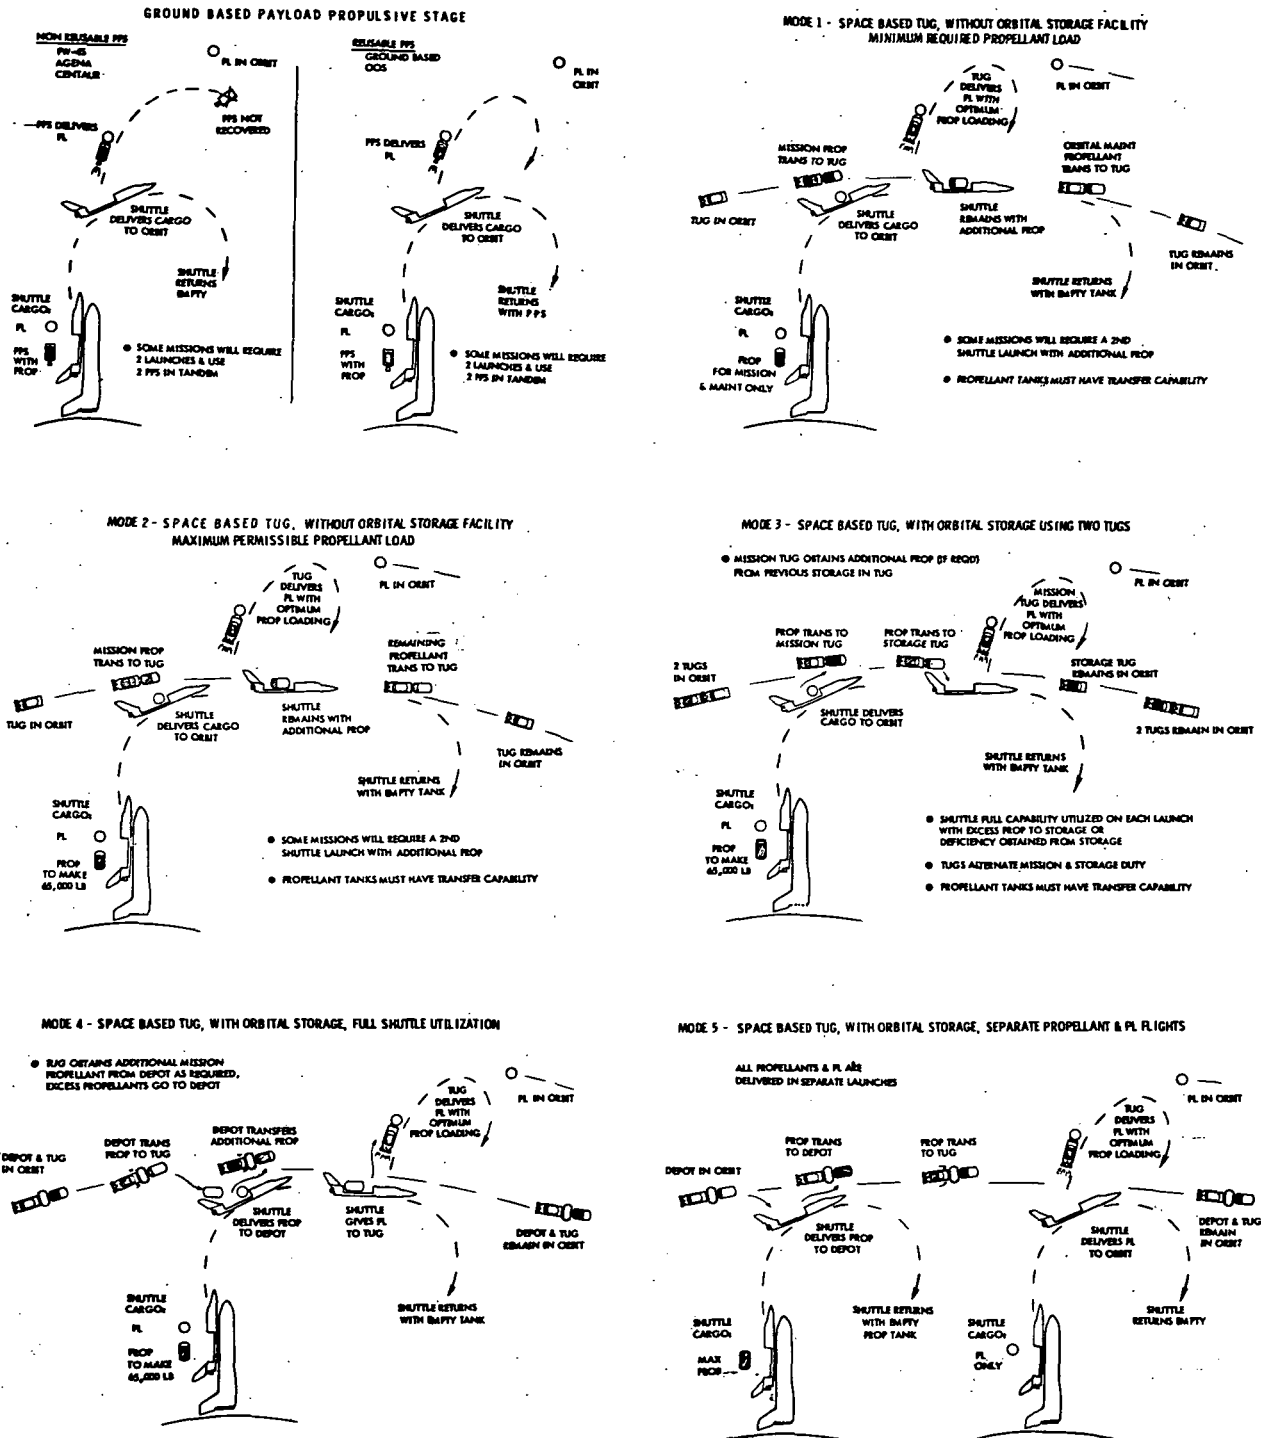 GROUND BASED PAYLOAD PROPULSIVE STAGE
NON REUSABLE PPS
AGENA
CENTAUR
PL IN ORBIT
PPS DELIVERS
PL
PPS NOT
RECOVERED
SHUTTLE
DELIVERS CARGO
TO ORBIT
SHUTTLE
RETURNS
EMPTY
SHUTTLE
CARGO:
PL
PPS
WITH
PROP
● SOME MISSIONS WILL REQUIRE
2 LAUNCHES & USE
2 PPS IN TANDEM
REUSABLE PPS
GROUND BASED
OOS
PL IN
ORBIT
PPS DELIVERS
PL
SHUTTLE
DELIVERS CARGO
TO ORBIT
SHUTTLE
RETURNS
WITH PPS
SHUTTLE
CARGO:
PL
PPS
WITH
PROP
● SOME MISSIONS WILL REQUIRE
2 LAUNCHES & USE
2 PPS IN TANDEM
MODE 1 - SPACE BASED TUG, WITHOUT ORBITAL STORAGE FACILITY
MINIMUM REQUIRED PROPELLANT LOAD
TUG
DELIVERS
PL WITH
OPTIMUM
PROP LOADING
PL IN ORBIT
MISSION PROP
TRANS TO TUG
ORBITAL MAINT
PROPELLANT
TRANS TO TUG
TUG IN ORBIT
SHUTTLE
DELIVERS CARGO
TO ORBIT
SHUTTLE
REMAINS WITH
ADDITIONAL PROP
TUG REMAINS
IN ORBIT
SHUTTLE RETURNS
WITH EMPTY TANK
SHUTTLE
CARGO:
PL
PROP
FOR MISSION
& MAINT ONLY
● SOME MISSIONS WILL REQUIRE A 2ND
SHUTTLE LAUNCH WITH ADDITIONAL PROP
● PROPELLANT TANKS MUST HAVE TRANSFER CAPABILITY
MODE 2 - SPACE BASED TUG, WITHOUT ORBITAL STORAGE FACILITY
MAXIMUM PERMISSIBLE PROPELLANT LOAD
TUG
DELIVERS
PL WITH
OPTIMUM
PROP LOADING
PL IN ORBIT
MISSION PROP
TRANS TO TUG
REMAINING
PROPELLANT
TRANS TO TUG
TUG IN ORBIT
SHUTTLE
DELIVERS CARGO
TO ORBIT
SHUTTLE
REMAINS WITH
ADDITIONAL PROP
TUG REMAINS
IN ORBIT
SHUTTLE RETURNS
WITH EMPTY TANK
SHUTTLE
CARGO:
PL
PROP
TO MAKE
65,000 LB
● SOME MISSIONS WILL REQUIRE A 2ND
SHUTTLE LAUNCH WITH ADDITIONAL PROP
● PROPELLANT TANKS MUST HAVE TRANSFER CAPABILITY
MODE 3 - SPACE BASED TUG, WITH ORBITAL STORAGE USING TWO TUGS
● MISSION TUG OBTAINS ADDITIONAL PROP (IF REQD)
FROM PREVIOUS STORAGE IN TUG
PL IN ORBIT
MISSION
TUG DELIVERS
PL WITH
OPTIMUM
PROP LOADING
PROP TRANS TO
MISSION TUG
PROP TRANS TO
STORAGE TUG
2 TUGS
IN ORBIT
STORAGE TUG
REMAINS IN ORBIT
SHUTTLE DELIVERS
CARGO TO ORBIT
2 TUGS REMAIN IN ORBIT
SHUTTLE RETURNS
WITH EMPTY TANK
SHUTTLE
CARGO:
PL
PROP
TO MAKE
65,000 LB
● SHUTTLE FULL CAPABILITY UTILIZED ON EACH LAUNCH
WITH EXCESS PROP TO STORAGE OR
DEFICIENCY OBTAINED FROM STORAGE
● TUGS ALTERNATE MISSION & STORAGE DUTY
● PROPELLANT TANKS MUST HAVE TRANSFER CAPABILITY
MODE 4 - SPACE BASED TUG, WITH ORBITAL STORAGE, FULL SHUTTLE UTILIZATION
● TUG OBTAINS ADDITIONAL MISSION
PROPELLANT FROM DEPOT AS REQUIRED,
EXCESS PROPELLANTS GO TO DEPOT
TUG
DELIVERS
PL WITH
OPTIMUM
PROP LOADING
PL IN ORBIT
DEPOT & TUG
IN ORBIT
DEPOT TRANS
PROP TO TUG
DEPOT TRANSFERS
ADDITIONAL PROP
SHUTTLE
DELIVERS PROP
TO DEPOT
SHUTTLE
GIVES PL
TO TUG
DEPOT & TUG
REMAIN IN ORBIT
SHUTTLE RETURNS
WITH EMPTY TANK
SHUTTLE
CARGO:
PL
PROP
TO MAKE
65,000 LB
MODE 5 - SPACE BASED TUG, WITH ORBITAL STORAGE, SEPARATE PROPELLANT & PL FLIGHTS
ALL PROPELLANTS & PL ARE
DELIVERED IN SEPARATE LAUNCHES
PL IN ORBIT
TUG
DELIVERS
PL WITH
OPTIMUM
PROP LOADING
DEPOT IN ORBIT
PROP TRANS
TO DEPOT
PROP TRANS
TO TUG
SHUTTLE
DELIVERS PROP
TO DEPOT
SHUTTLE
DELIVERS PL
TO ORBIT
DEPOT & TUG
REMAIN
IN ORBIT
SHUTTLE RETURNS
WITH EMPTY
PROP TANK
SHUTTLE
RETURNS EMPTY
SHUTTLE
CARGO:
MAX
PROP
SHUTTLE
CARGO:
PL
ONLY